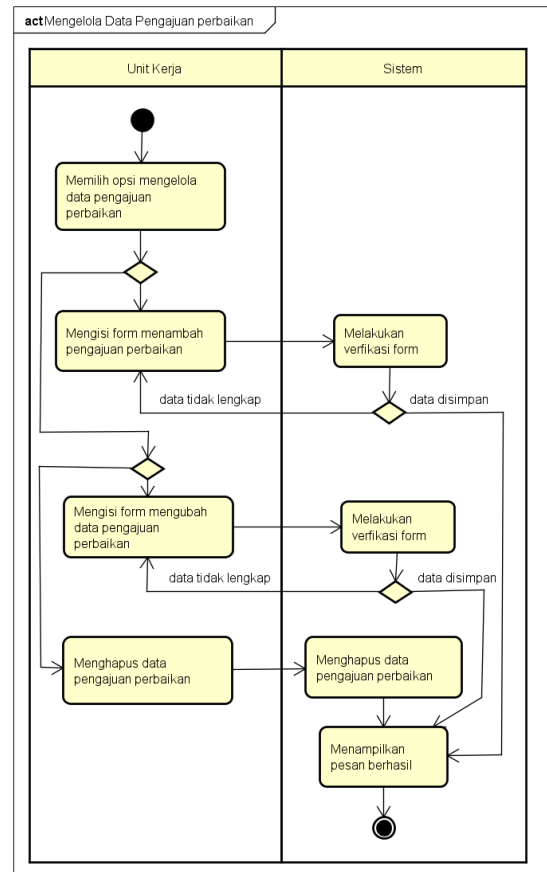 act Mengelola Data Pengajuan perbaikan
Unit Kerja
Sistem
Memilih opsi mengelola
data pengajuan
perbaikan
Mengisi form menambah
pengajuan perbaikan
Melakukan
verfikasi form
data tidak lengkap
data disimpan
Mengisi form mengubah
data pengajuan
perbaikan
Melakukan
verfikasi form
data tidak lengkap
data disimpan
Menghapus data
pengajuan perbaikan
Menghapus data
pengajuan perbaikan
Menampilkan
pesan berhasil